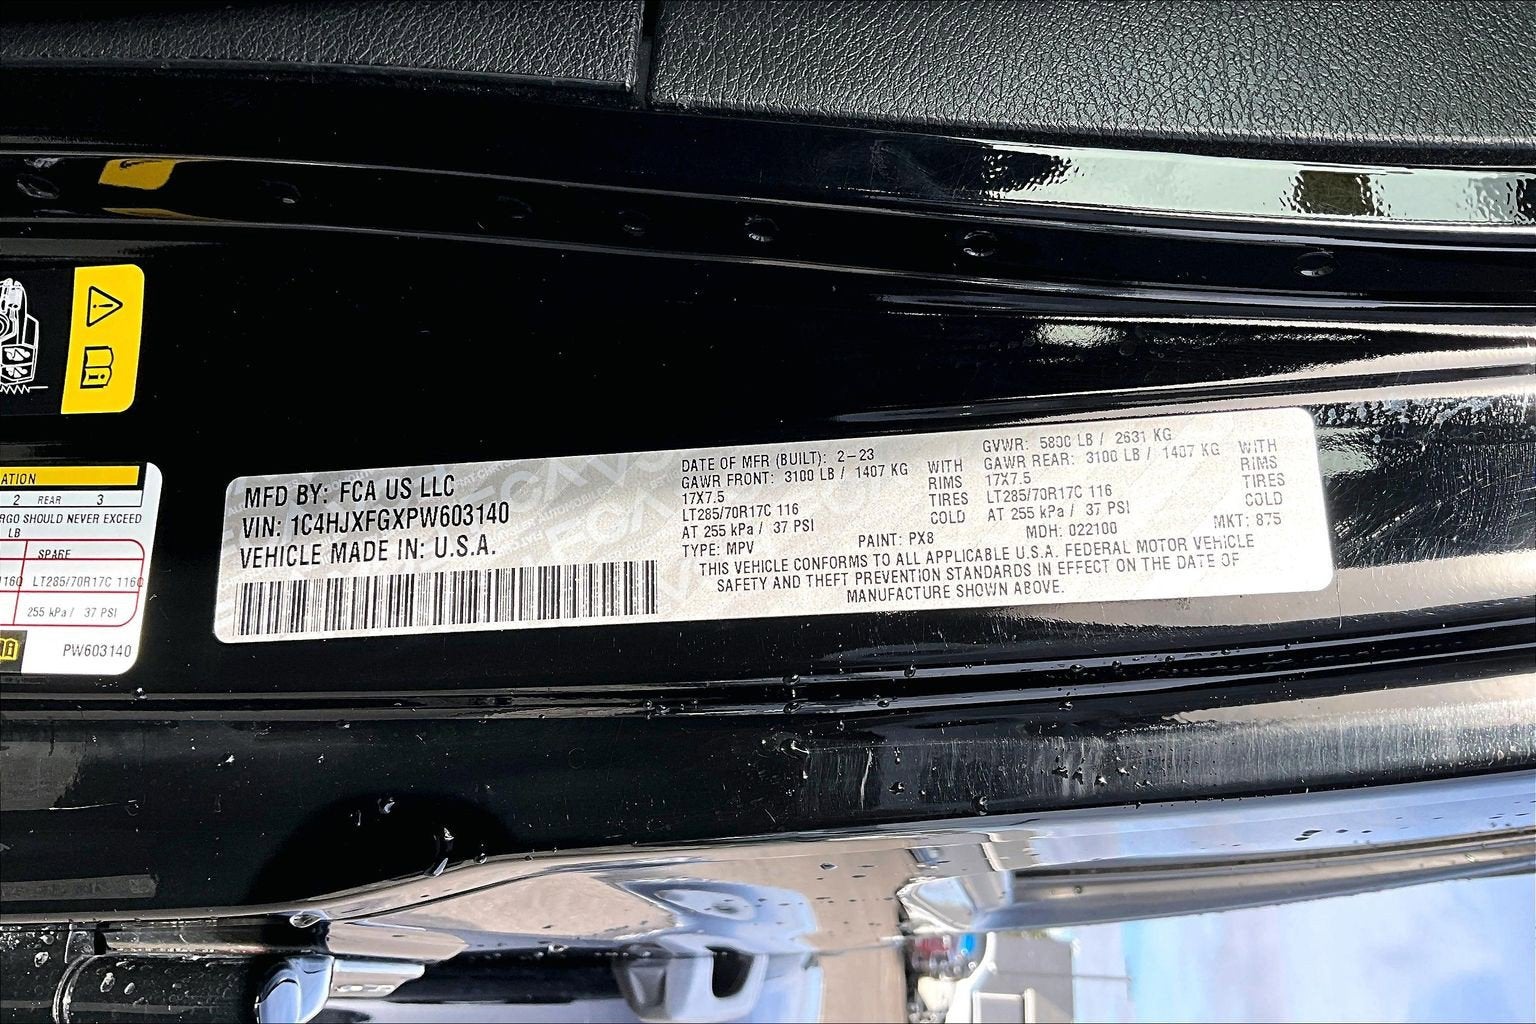 ATION
2 REAR 3
RGO SHOULD NEVER EXCEED
LB
SPARE
116C LT285/70R17C 116C
255 kPa / 37 PSI
PW603140
MFD BY: FCA US LLC
VIN: 1C4HJXFGXPW603140
VEHICLE MADE IN: U.S.A.
DATE OF MFR (BUILT): 2-23 GVWR: 5800 LB / 2631 KG
GAWR FRONT: 3100 LB / 1407 KG WITH GAWR REAR: 3100 LB / 1407 KG WITH
17X7.5 RIMS 17X7.5 RIMS
LT285/70R17C 116 TIRES LT285/70R17C 116 TIRES
AT 255 kPa / 37 PSI COLD AT 255 kPa / 37 PSI COLD
TYPE: MPV PAINT: PX8 MDH: 022100 MKT: 875
THIS VEHICLE CONFORMS TO ALL APPLICABLE U.S.A. FEDERAL MOTOR VEHICLE
SAFETY AND THEFT PREVENTION STANDARDS IN EFFECT ON THE DATE OF
MANUFACTURE SHOWN ABOVE.